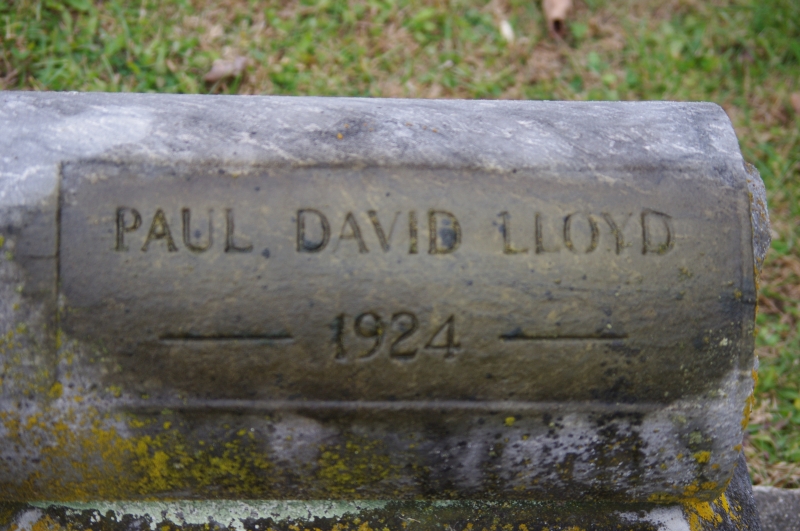 PAUL DAVID LLOYD
— 1924 —